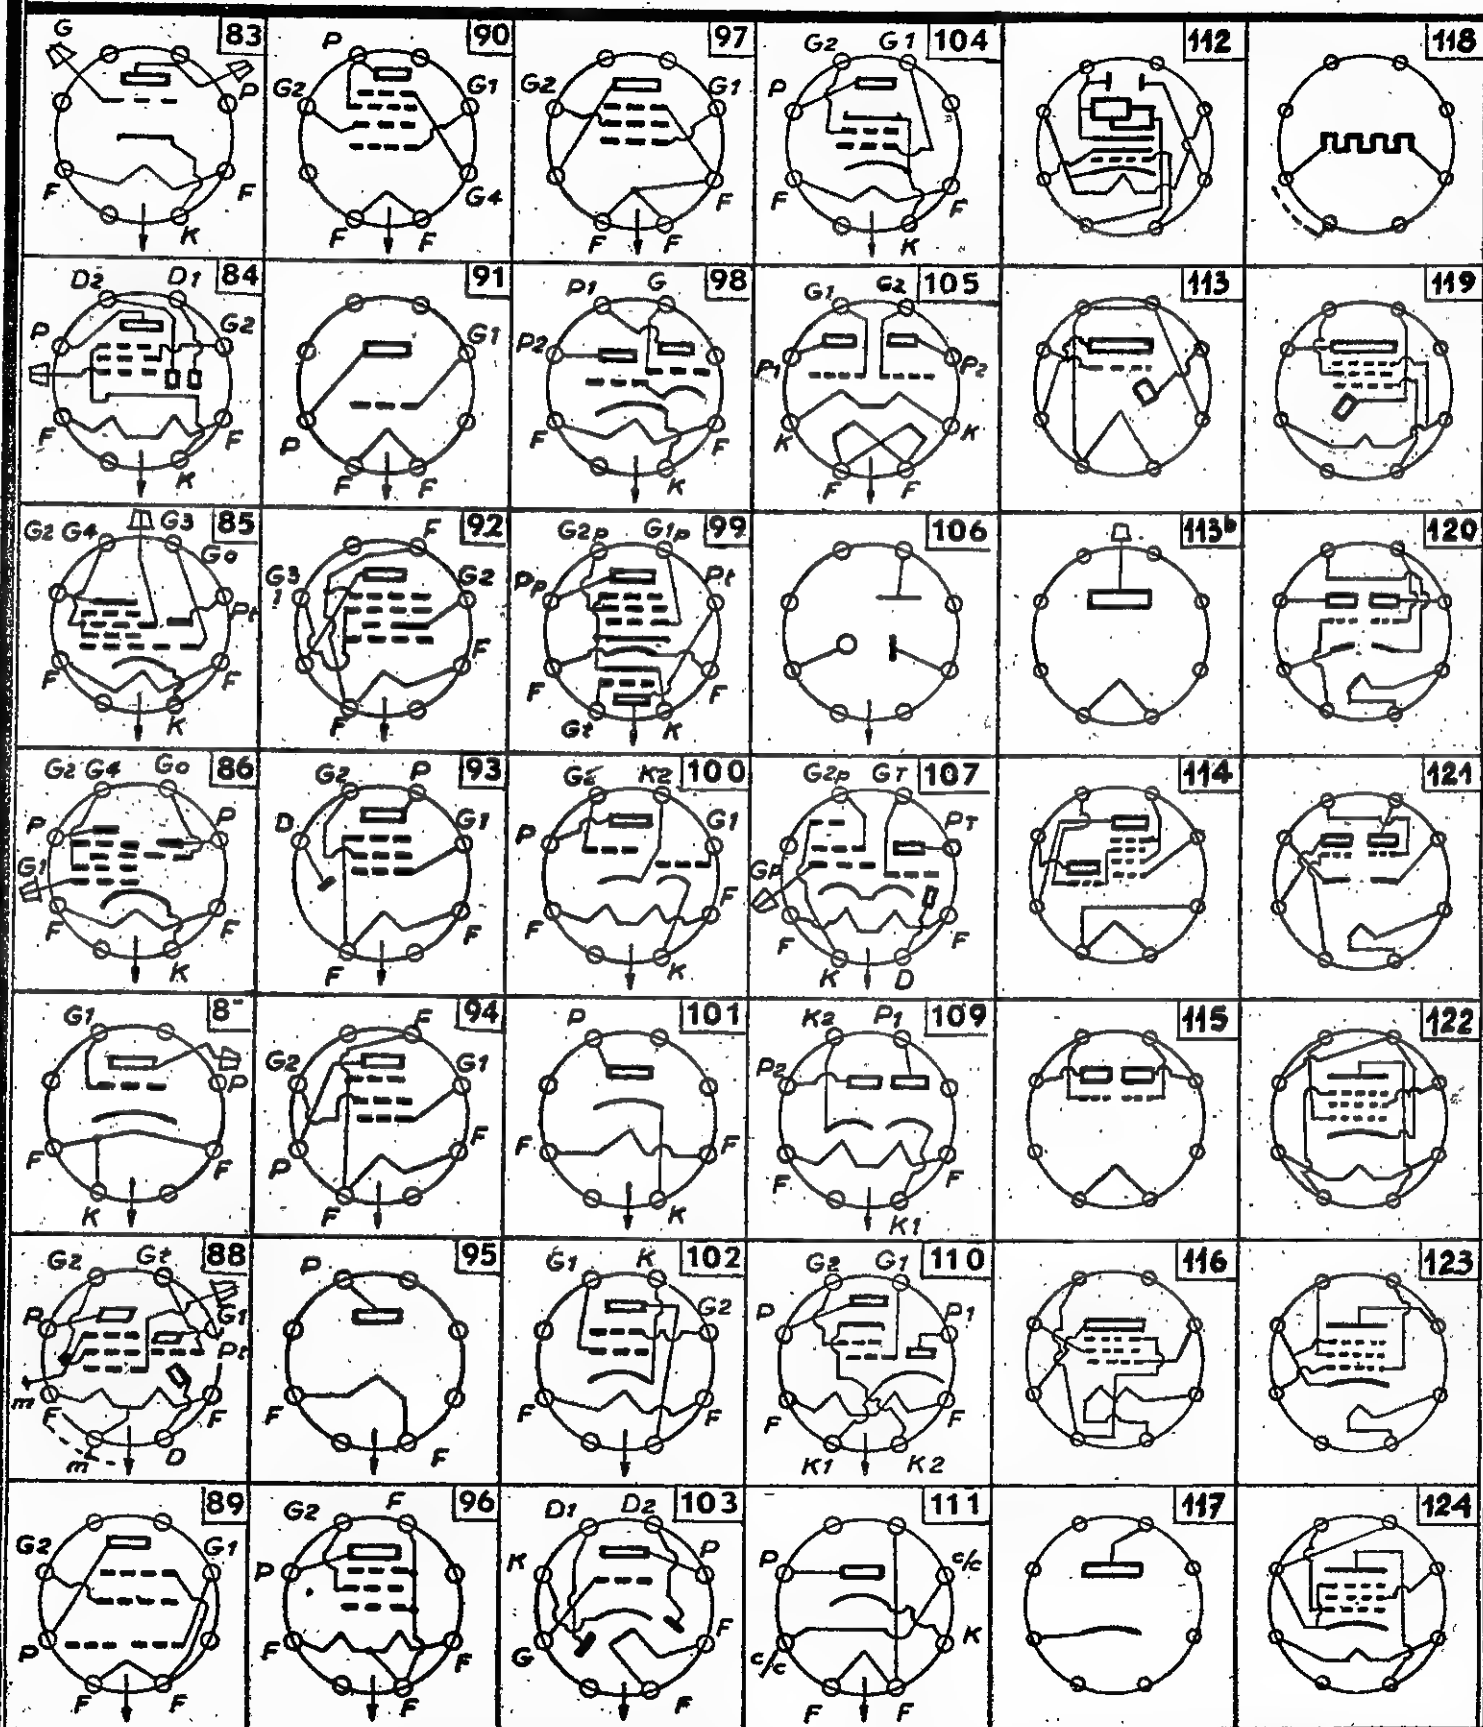 G 83
P
F F
K
P 90
G2 G1
G4
F F
97
G2 G1
F
F F
G2 G1 104
P
F F
K
112
118
D2 D1 84
P G2
F F
K
91
G1
P
F F
P1 G 98
P2
F F
K
G1 G2 105
P1 P2
K K
F F
113
119
G2 G4 G3 85
Go
Pt
F F
K
F 92
G3 G2
F
F
G2p G1p 99
Pp Pt
F F
Gt K
106
113b
120
G2 G4 Go 86
P P
G1
F F
K
G2 P 93
D G1
F
F
G2 K2 100
P G1
F F
K
G2p GT 107
PT
Gp
F F
K D
114
121
G1 8
P
F F
K
F 94
G2 G1
P F
F
P 101
F F
K
K2 P1 109
P2
F F
K1
115
122
G2 Gt 88
P G1
Pt
m F F
m D
P 95
F
F
G1 K 102
G2
F F
G2 G1 110
P P1
F F
K1 K2
116
123
89
G2 G1
P
F F
G2 F 96
P
F F
F
D1 D2 103
K P
G F
F
111
P c/c
c/c K
F F
117
124